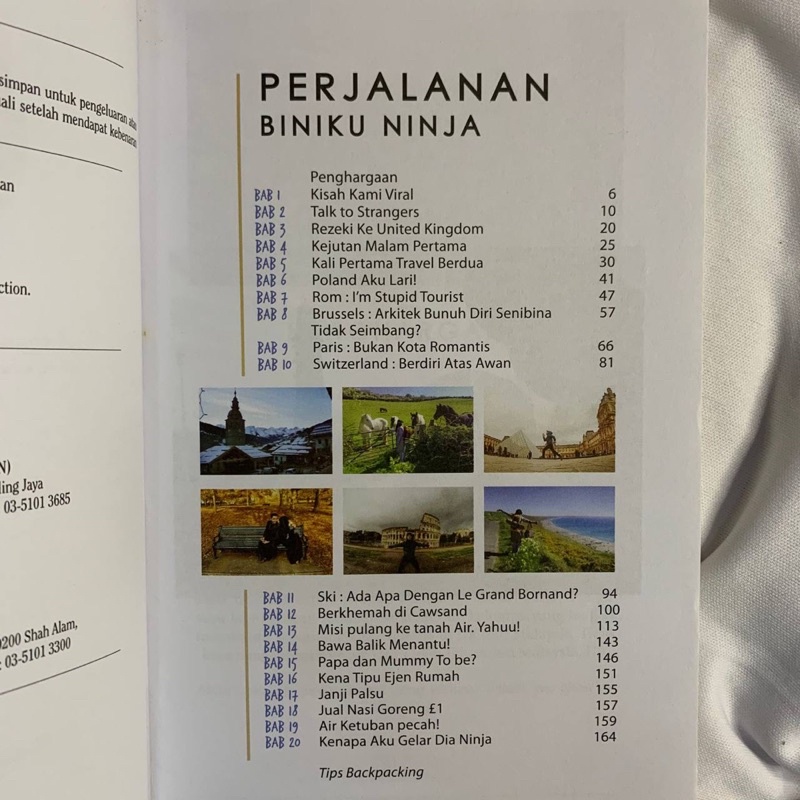 simpan untuk pengeluaran
ali setelah mendapat kebenaran
an
ction.
N)
ling Jaya
03-5101 3685
0200 Shah Alam,
: 03-5101 3300
PERJALANAN
BINIKU NINJA
Penghargaan
BAB 1 Kisah Kami Viral 6
BAB 2 Talk to Strangers 10
BAB 3 Rezeki Ke United Kingdom 20
BAB 4 Kejutan Malam Pertama 25
BAB 5 Kali Pertama Travel Berdua 30
BAB 6 Poland Aku Lari! 41
BAB 7 Rom : I'm Stupid Tourist 47
BAB 8 Brussels : Arkitek Bunuh Diri Senibina 57
Tidak Seimbang?
BAB 9 Paris : Bukan Kota Romantis 66
BAB 10 Switzerland : Berdiri Atas Awan 81
BAB 11 Ski : Ada Apa Dengan Le Grand Bornand? 94
BAB 12 Berkhemah di Cawsand 100
BAB 13 Misi pulang ke tanah Air. Yahuu! 113
BAB 14 Bawa Balik Menantu! 143
BAB 15 Papa dan Mummy To be? 146
BAB 16 Kena Tipu Ejen Rumah 151
BAB 17 Janji Palsu 155
BAB 18 Jual Nasi Goreng £1 157
BAB 19 Air Ketuban pecah! 159
BAB 20 Kenapa Aku Gelar Dia Ninja 164
Tips Backpacking